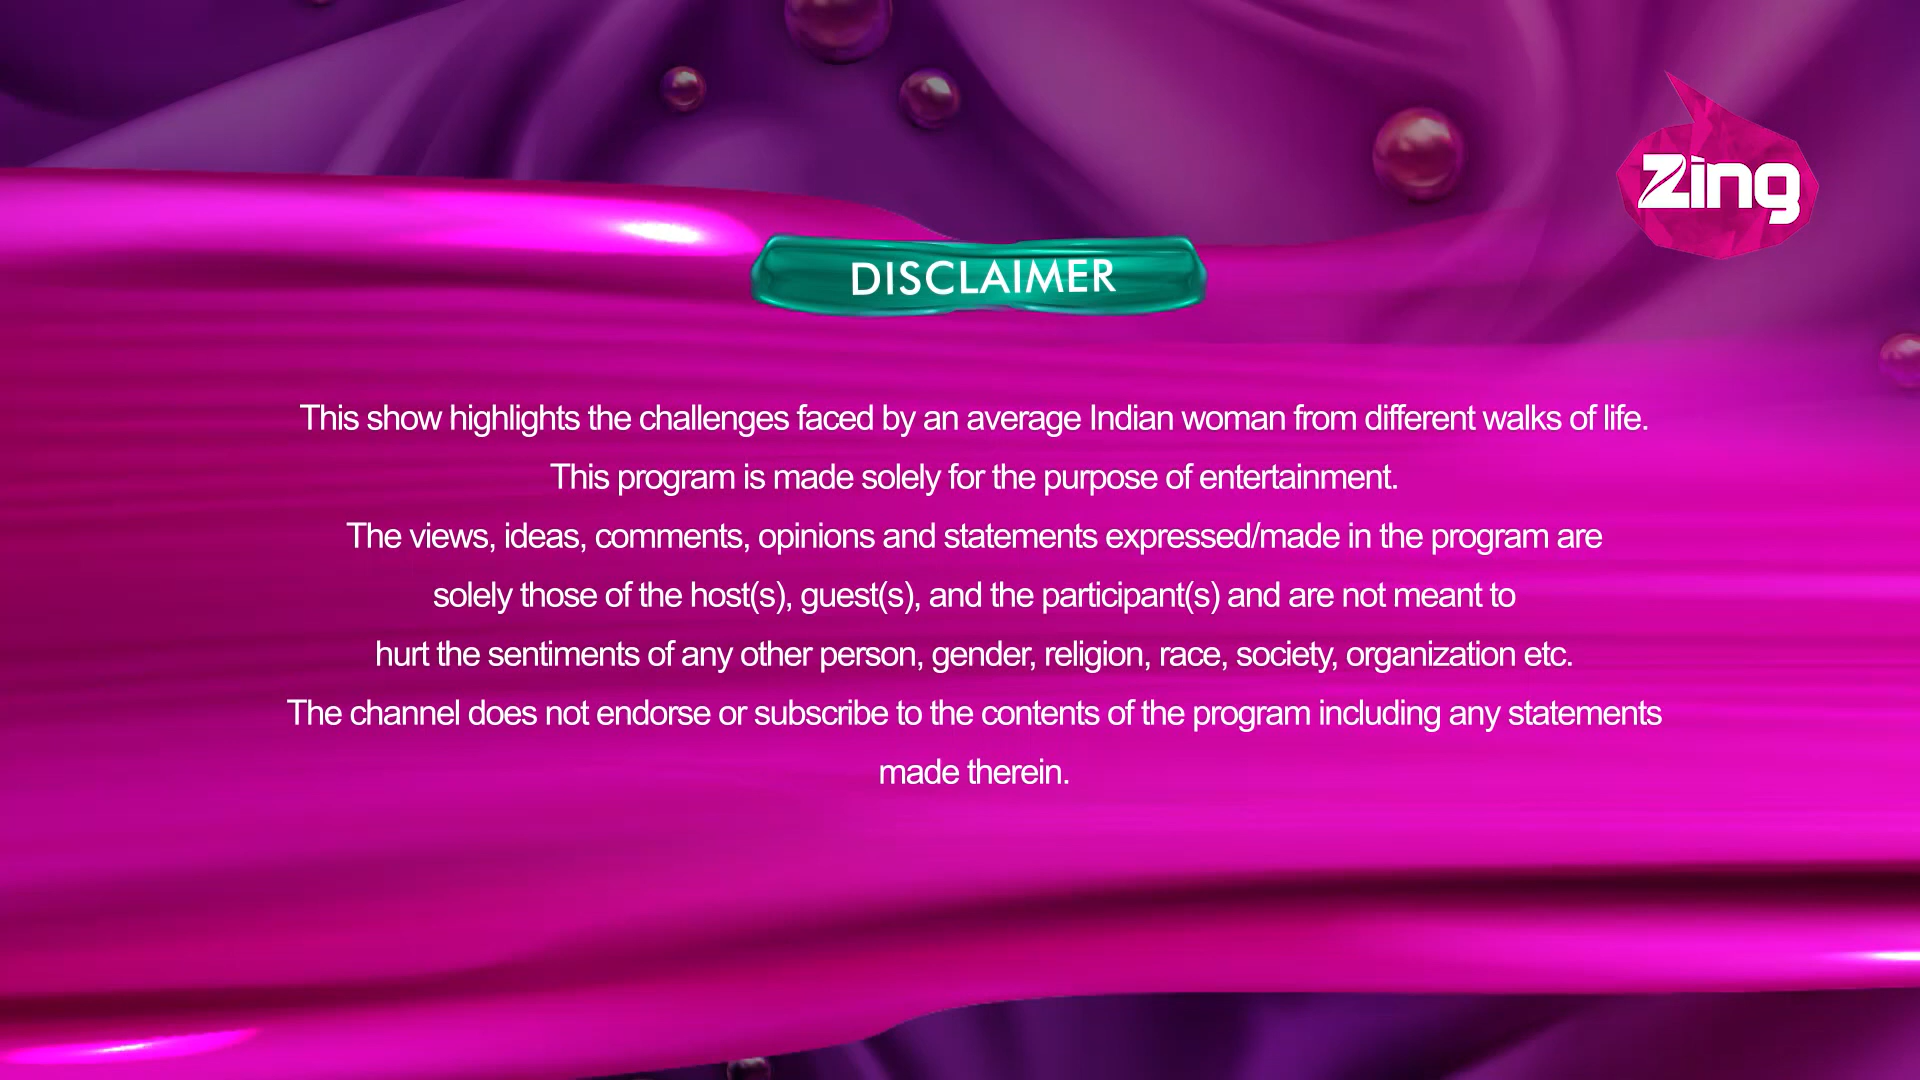 Zing
DISCLAIMER
This show highlights the challenges faced by an average Indian woman from different walks of life.
This program is made solely for the purpose of entertainment.
The views, ideas, comments, opinions and statements expressed/made in the program are
solely those of the host(s), guest(s), and the participant(s) and are not meant to
hurt the sentiments of any other person, gender, religion, race, society, organization etc.
The channel does not endorse or subscribe to the contents of the program including any statements
made therein.